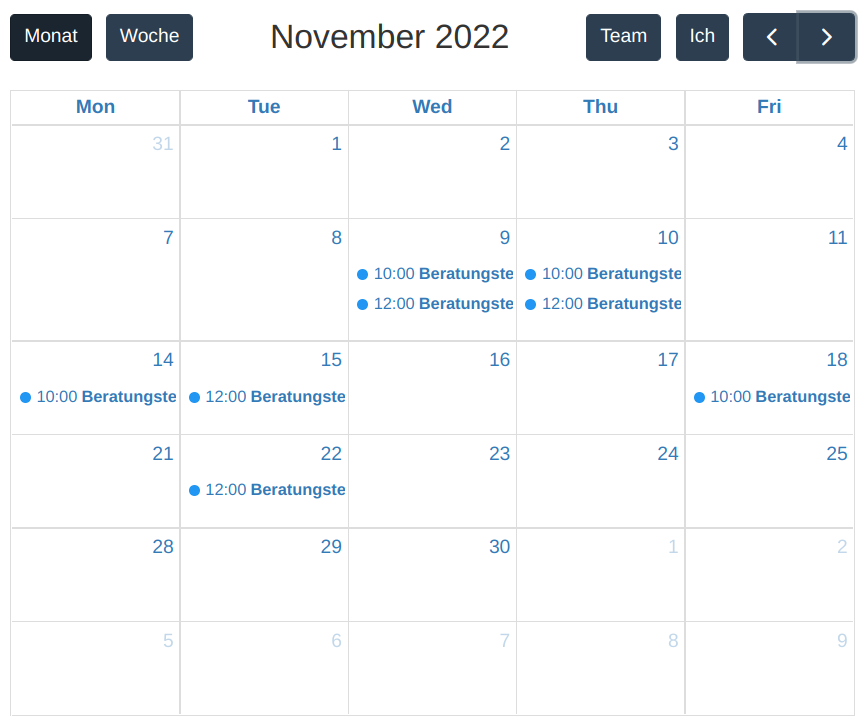 Monat Woche November 2022 Team Ich
Mon Tue Wed Thu Fri
31 1 2 3 4
7 8 9 10 11
10:00 Beratungste 10:00 Beratungste
12:00 Beratungste 12:00 Beratungste
14 15 16 17 18
10:00 Beratungste 12:00 Beratungste 10:00 Beratungste
21 22 23 24 25
12:00 Beratungste
28 29 30 1 2
5 6 7 8 9